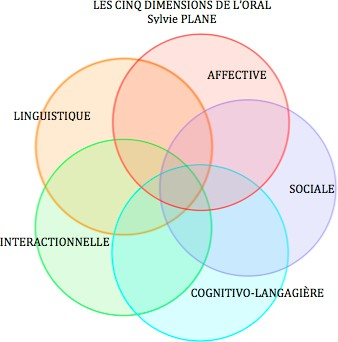 LES CINQ DIMENSIONS DE L'ORAL
Sylvie PLANE
AFFECTIVE
LINGUISTIQUE
SOCIALE
INTERACTIONNELLE
COGNITIVO-LANGAGIÈRE